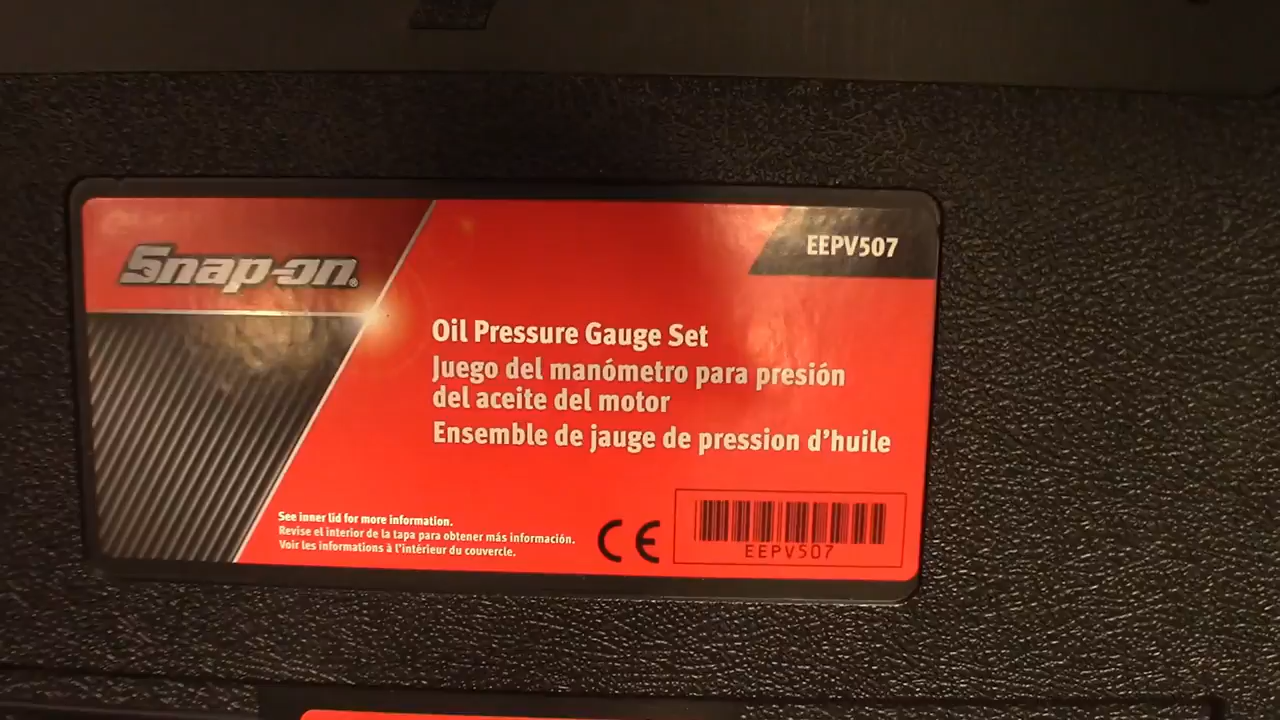 Snap-on®
EEPV507
Oil Pressure Gauge Set
Juego del manómetro para presión
del aceite del motor
Ensemble de jauge de pression d'huile
See inner lid for more information.
Revise el interior de la tapa para obtener más información.
Voir les informations à l'intérieur du couvercle.
CE
EEPV507